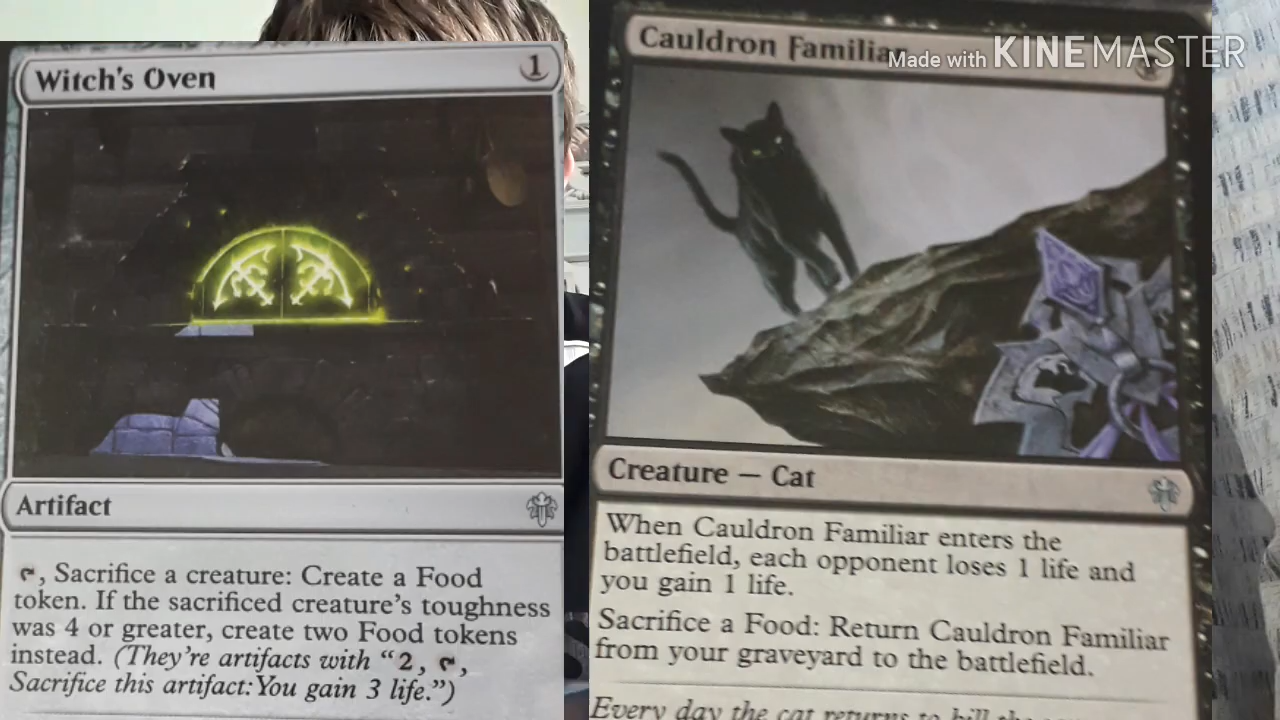 Witch's Oven 1
Artifact
, Sacrifice a creature: Create a Food
token. If the sacrificed creature's toughness
was 4 or greater, create two Food tokens
instead. (They're artifacts with "2, ,
Sacrifice this artifact: You gain 3 life.")
Cauldron Familiar
Made with KINEMASTER
Creature — Cat
When Cauldron Familiar enters the
battlefield, each opponent loses 1 life and
you gain 1 life.
Sacrifice a Food: Return Cauldron Familiar
from your graveyard to the battlefield.
Every day the cat returns to